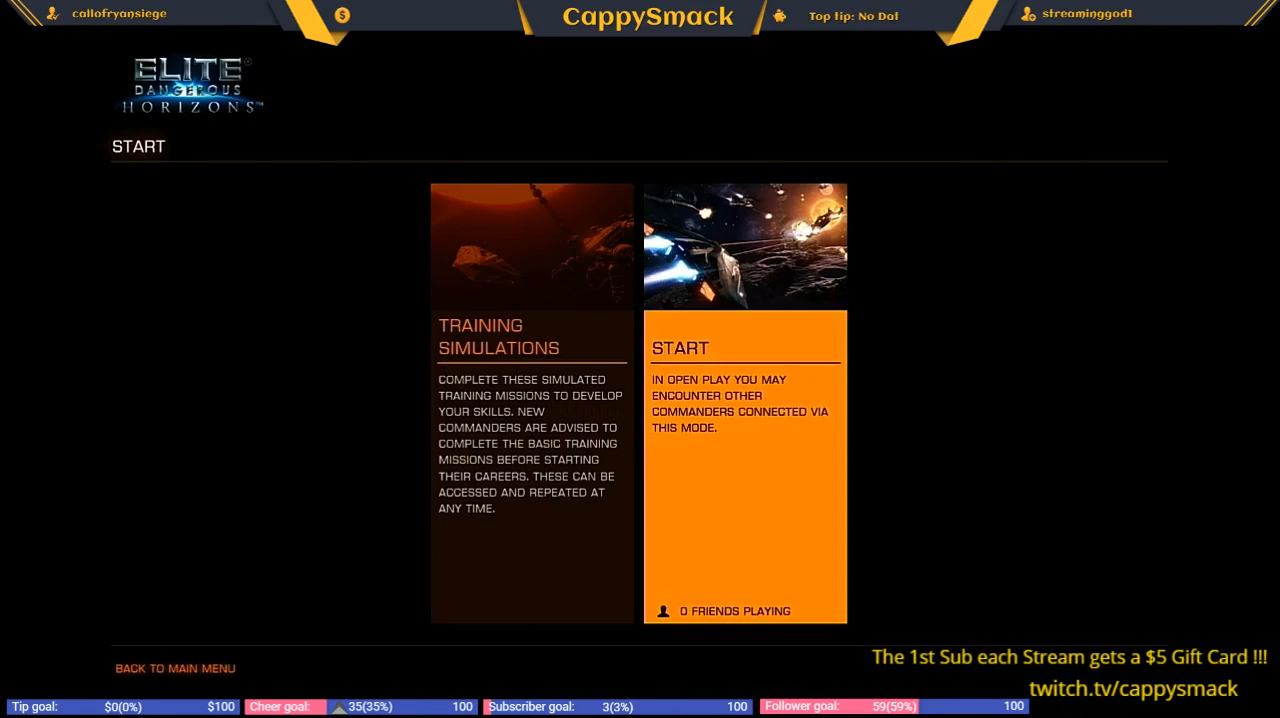 callofryansiege
CappySmack
Top tip: No Dat
streaminggod1
ELITE®
DANGEROUS
HORIZONS™
START
TRAINING
SIMULATIONS
COMPLETE THESE SIMULATED
TRAINING MISSIONS TO DEVELOP
YOUR SKILLS. NEW
COMMANDERS ARE ADVISED TO
COMPLETE THE BASIC TRAINING
MISSIONS BEFORE STARTING
THEIR CAREERS. THESE CAN BE
ACCESSED AND REPEATED AT
ANY TIME.
START
IN OPEN PLAY YOU MAY
ENCOUNTER OTHER
COMMANDERS CONNECTED VIA
THIS MODE.
0 FRIENDS PLAYING
BACK TO MAIN MENU
The 1st Sub each Stream gets a $5 Gift Card !!!
twitch.tv/cappysmack
Tip goal: $0(0%) $100
Cheer goal: 35(35%) 100
Subscriber goal: 3(3%) 100
Follower goal: 59(59%) 100